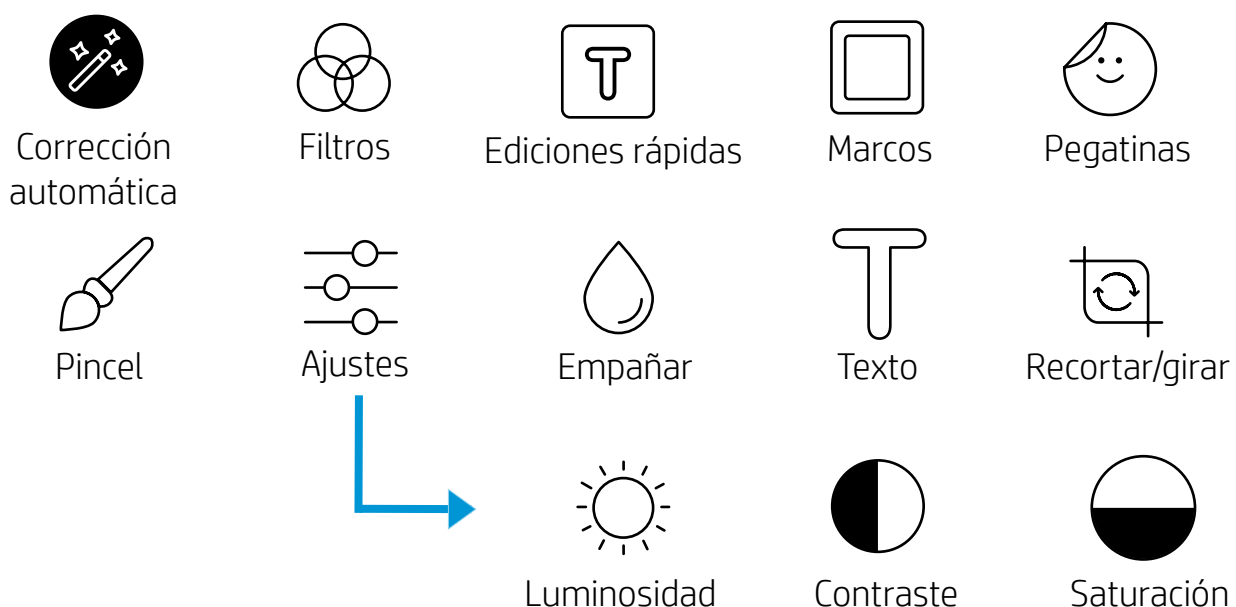 Corrección
automática
Filtros
Ediciones rápidas
Marcos
Pegatinas
Pincel
Ajustes
Empañar
Texto
Recortar/girar
Luminosidad
Contraste
Saturación